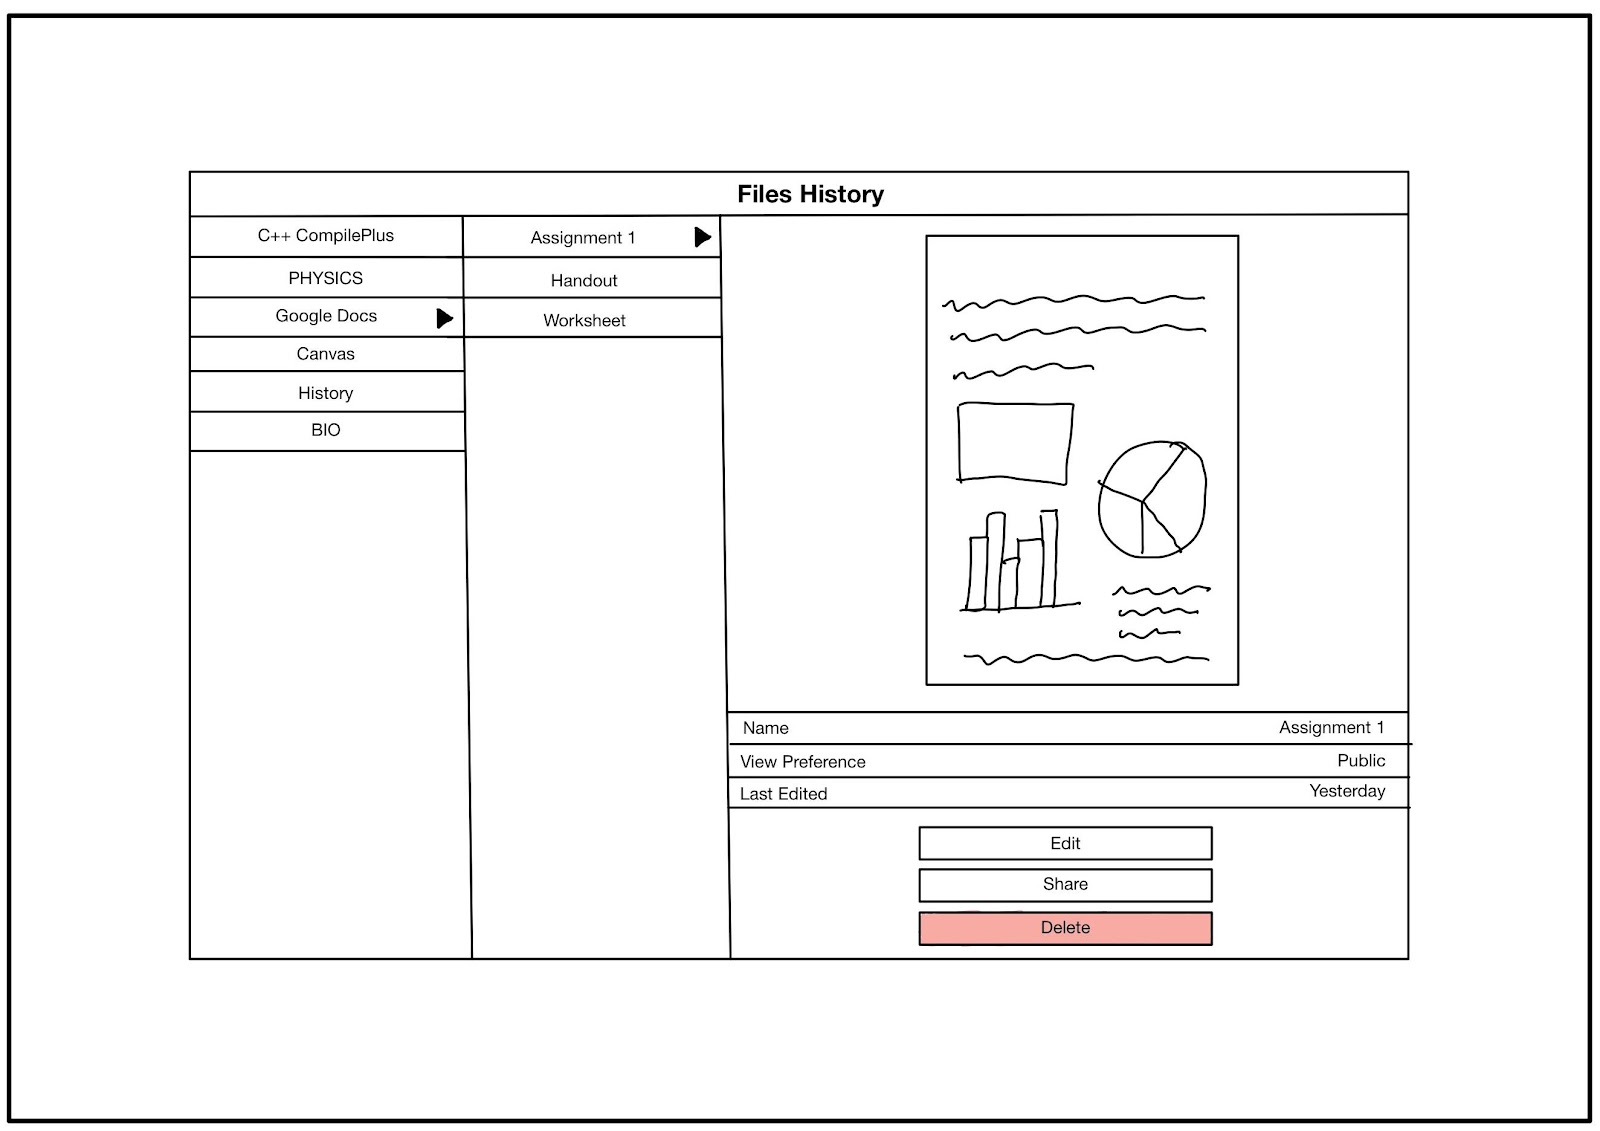 Files History
C++ CompilePlus
PHYSICS
Google Docs
Canvas
History
BIO
Assignment 1
Handout
Worksheet
Name Assignment 1
View Preference Public
Last Edited Yesterday
Edit
Share
Delete